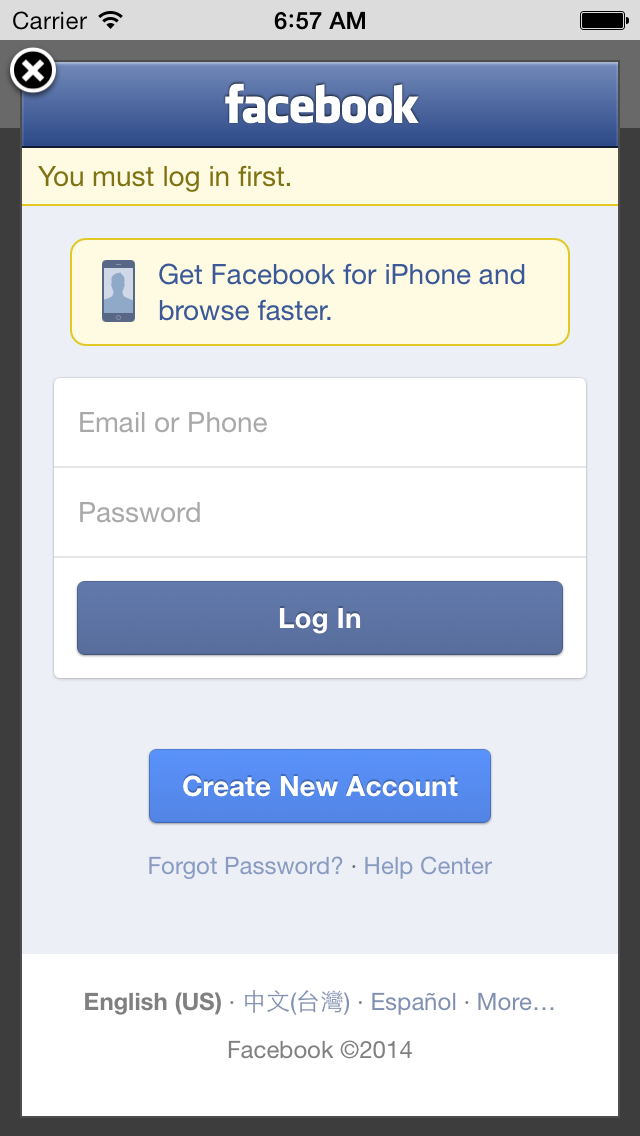 Carrier 6:57 AM
facebook
You must log in first.
Get Facebook for iPhone and
browse faster.
Email or Phone
Password
Log In
Create New Account
Forgot Password? · Help Center
English (US) · 中文(台灣) · Español · More…
Facebook ©2014